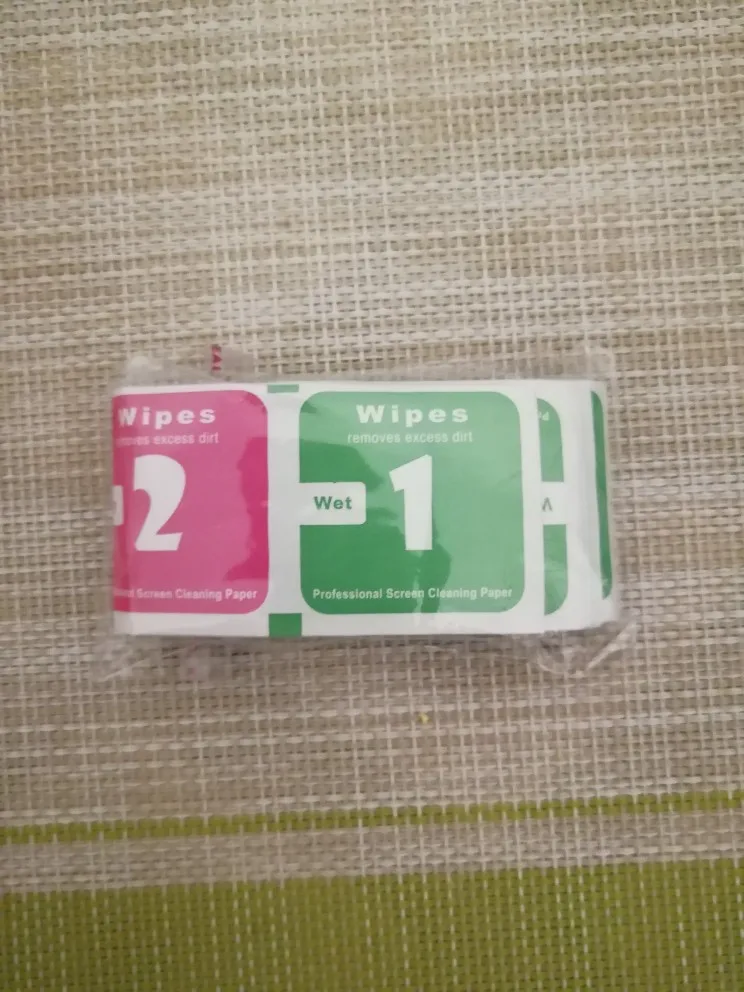 Wipes
removes excess dirt
2
Screen Cleaning Paper
Wipes
removes excess dirt
Wet
1
Professional Screen Cleaning Paper